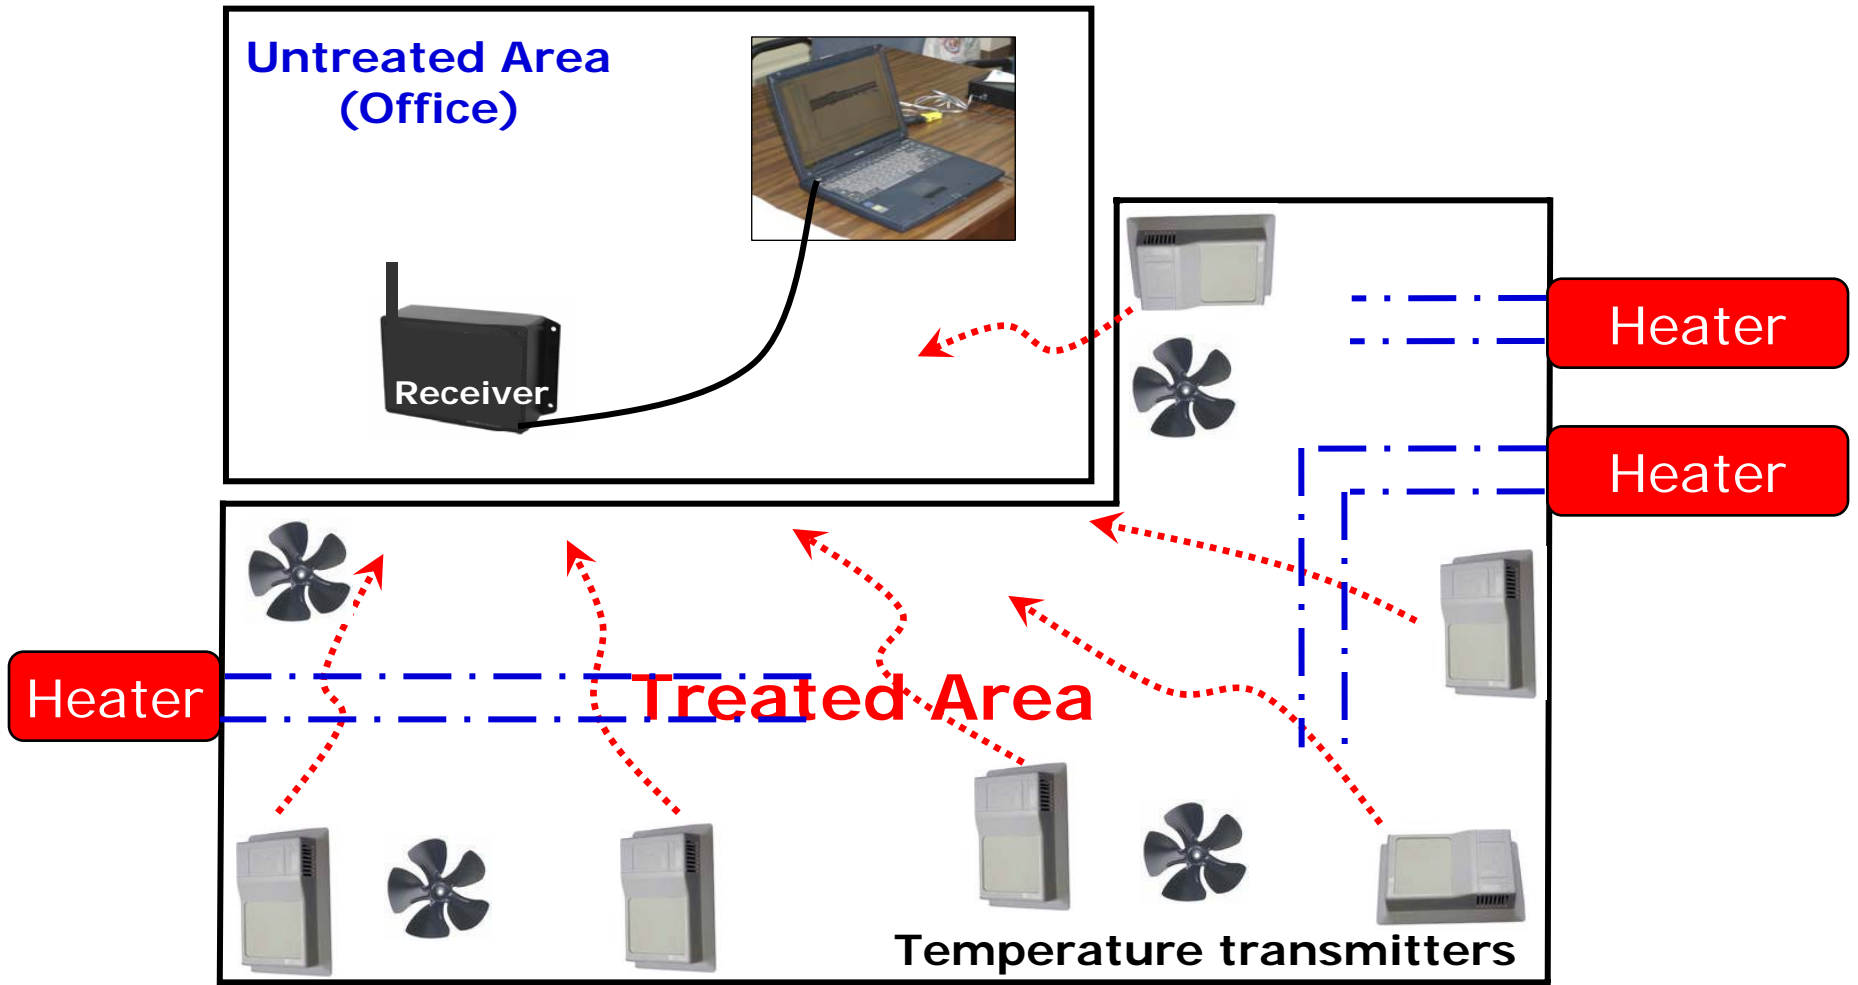 Untreated Area
(Office)
Receiver
Heater
Heater
Heater
Treated Area
Temperature transmitters